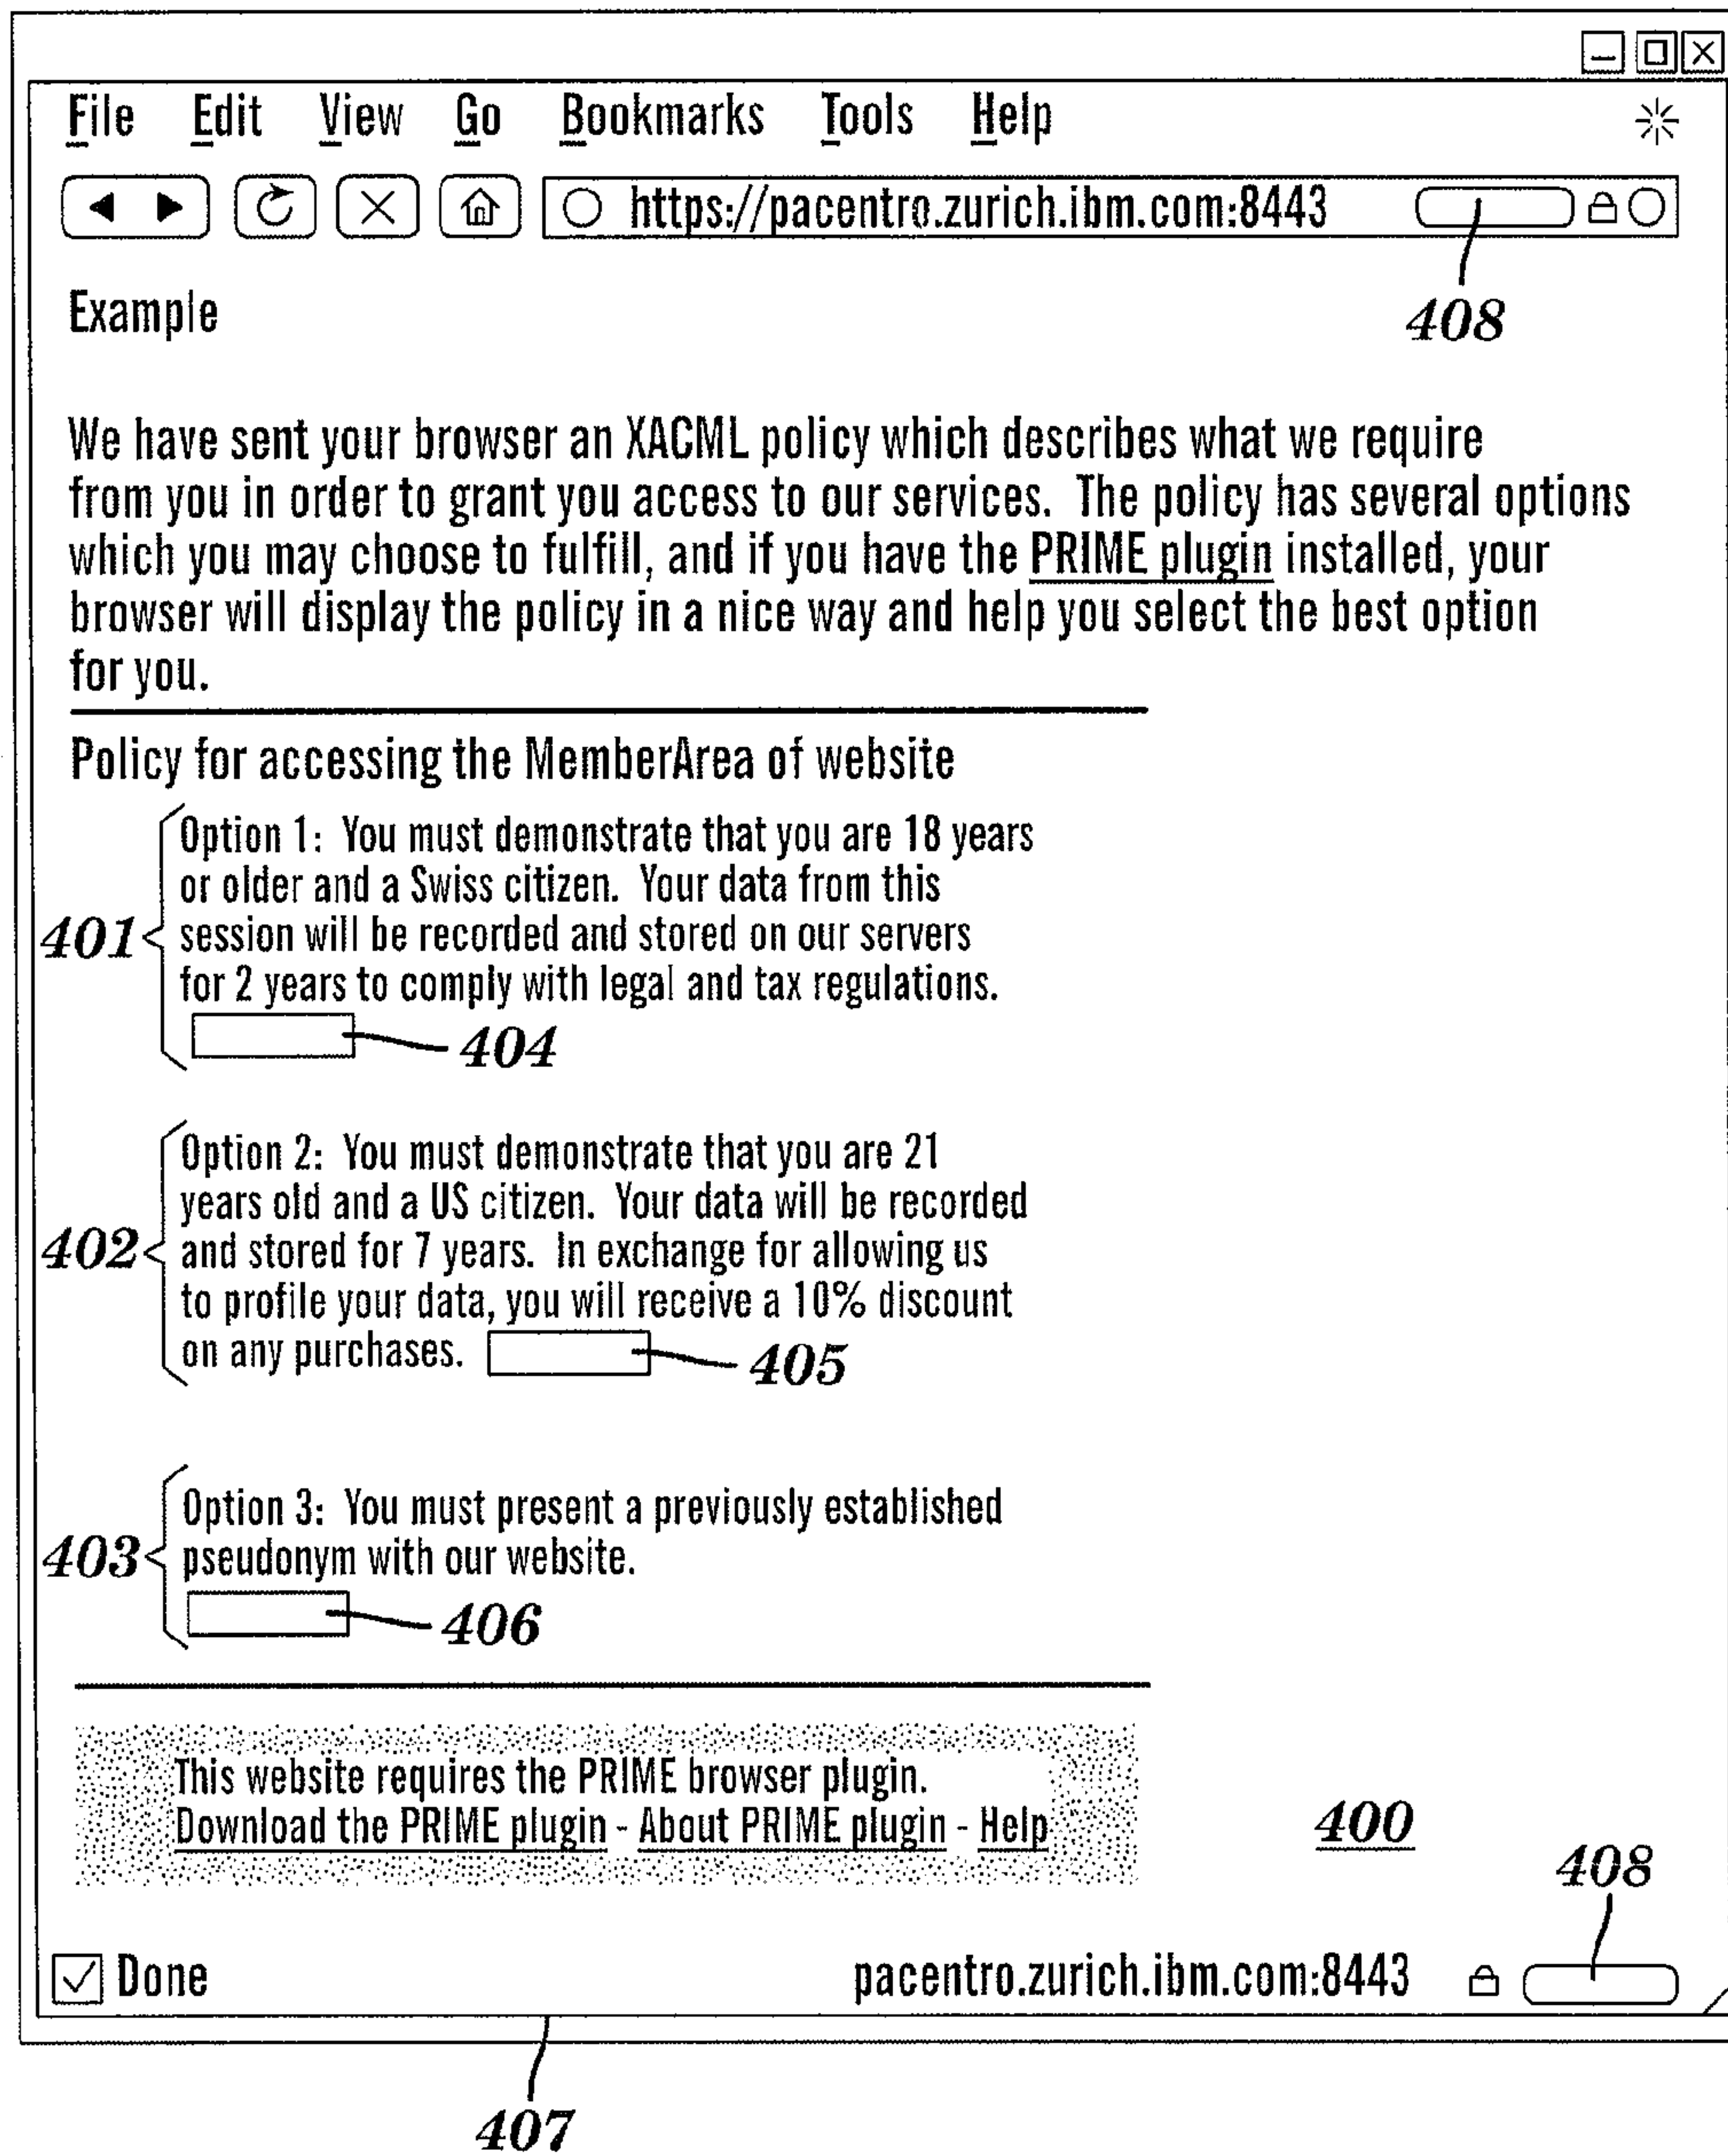 File Edit View Go Bookmarks Tools Help
https://pacentro.zurich.ibm.com:8443
408
Example
We have sent your browser an XACML policy which describes what we require
from you in order to grant you access to our services. The policy has several options
which you may choose to fulfill, and if you have the PRIME plugin installed, your
browser will display the policy in a nice way and help you select the best option
for you.
Policy for accessing the MemberArea of website
Option 1: You must demonstrate that you are 18 years
or older and a Swiss citizen. Your data from this
401 session will be recorded and stored on our servers
for 2 years to comply with legal and tax regulations.
404
Option 2: You must demonstrate that you are 21
years old and a US citizen. Your data will be recorded
402 and stored for 7 years. In exchange for allowing us
to profile your data, you will receive a 10% discount
on any purchases. 405
Option 3: You must present a previously established
403 pseudonym with our website.
406
This website requires the PRIME browser plugin.
Download the PRIME plugin - About PRIME plugin - Help
400
408
Done pacentro.zurich.ibm.com:8443
407